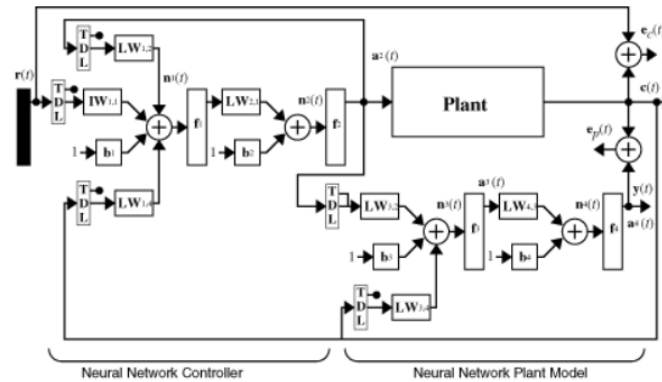 r(t)
T D L
LW1,2
n1(t)
T D L
IW1,1
1
b1
T D L
LW1,4
f1
LW2,1
1
b2
n2(t)
f2
a2(t)
Plant
ec(t)
c(t)
ep(t)
y(t)
a4(t)
T D L
LW3,2
1
b3
T D L
LW3,4
n3(t)
f3
a3(t)
LW4,3
1
b4
n4(t)
f4
Neural Network Controller
Neural Network Plant Model